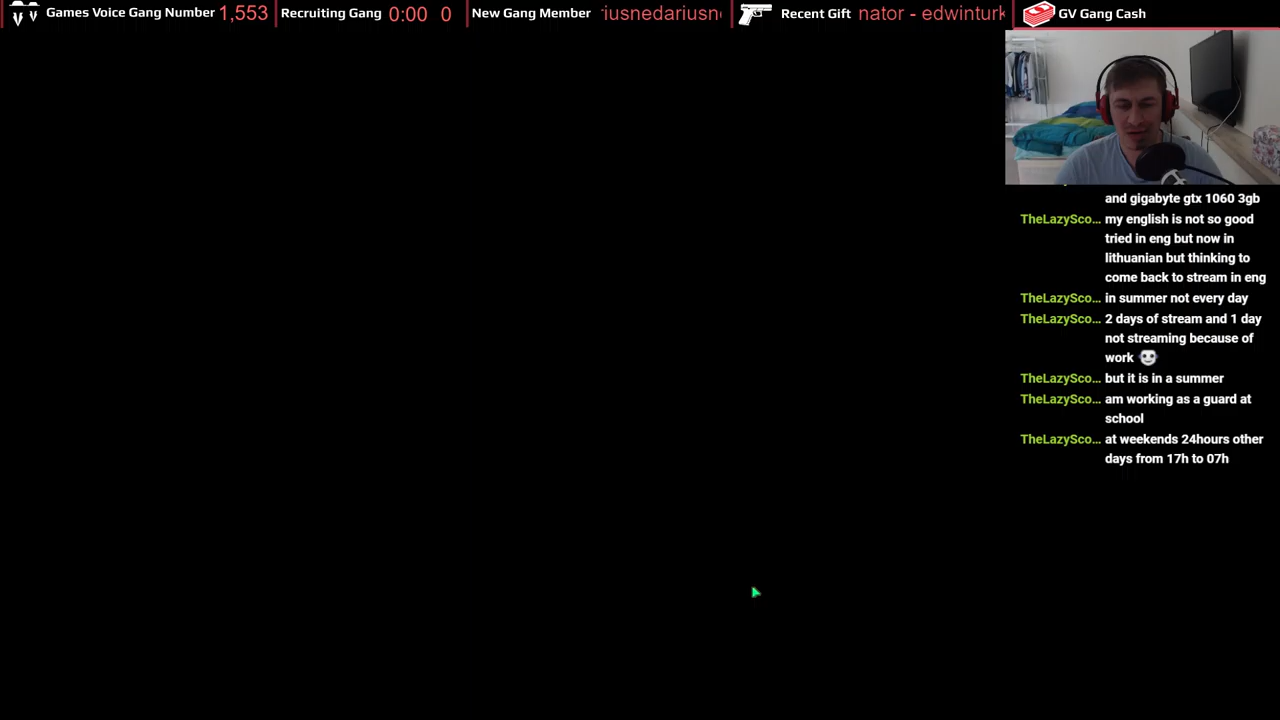 Games Voice Gang Number 1,553
Recruiting Gang 0:00 0
New Gang Member iusnedariusn
Recent Gift nator - edwinturk
GV Gang Cash
and gigabyte gtx 1060 3gb
TheLazySco... my english is not so good
tried in eng but now in
lithuanian but thinking to
come back to stream in eng
TheLazySco... in summer not every day
TheLazySco... 2 days of stream and 1 day
not streaming because of
work
TheLazySco... but it is in a summer
TheLazySco... am working as a guard at
school
TheLazySco... at weekends 24hours other
days from 17h to 07h